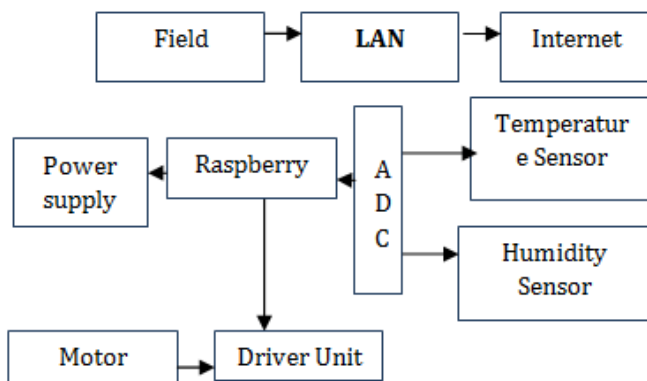 Field
LAN
Internet
Temperatur
e Sensor
Power
supply
Raspberry
A
D
C
Humidity
Sensor
Motor
Driver Unit